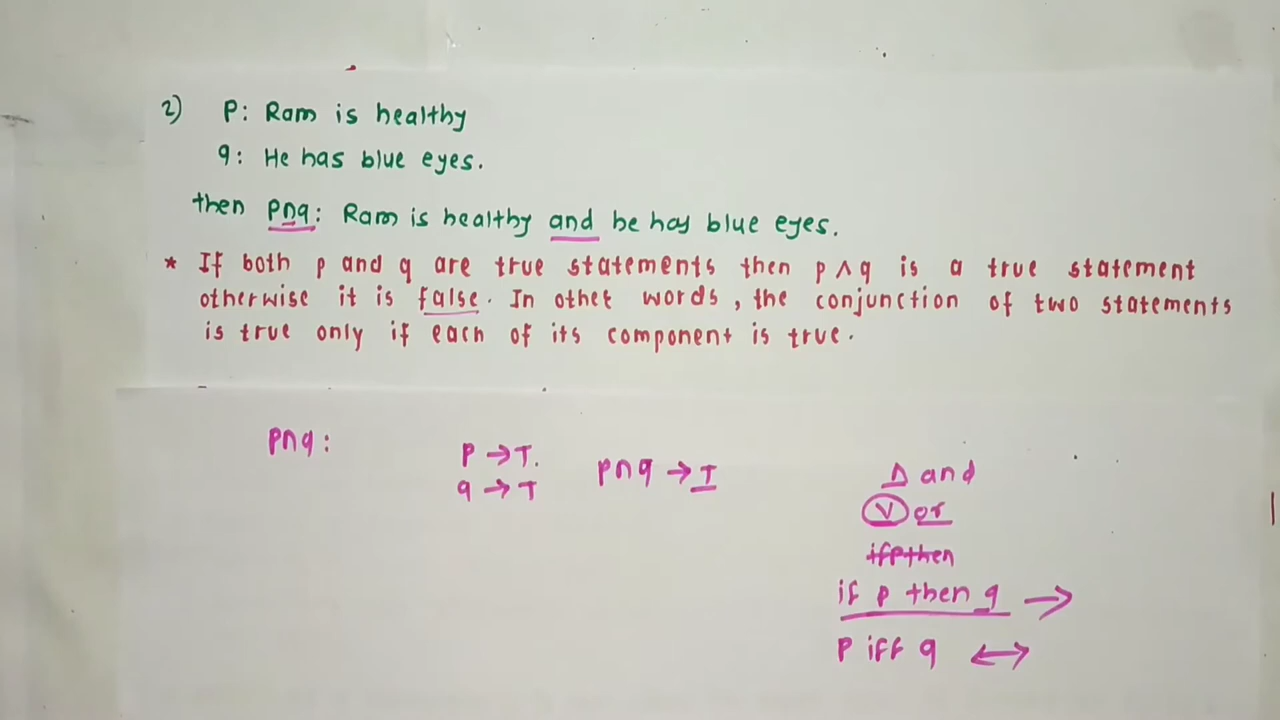 2) P: Ram is healthy
q: He has blue eyes.
then p∩q: Ram is healthy and he has blue eyes.
* If both p and q are true statements then p ∧ q is a true statement
otherwise it is false. In other words, the conjunction of two statements
is true only if each of its component is true.
p∩q:
P → T.
q → T
p∩q → T
∧ and
V or
if p then
if p then q →
P iff q ↔